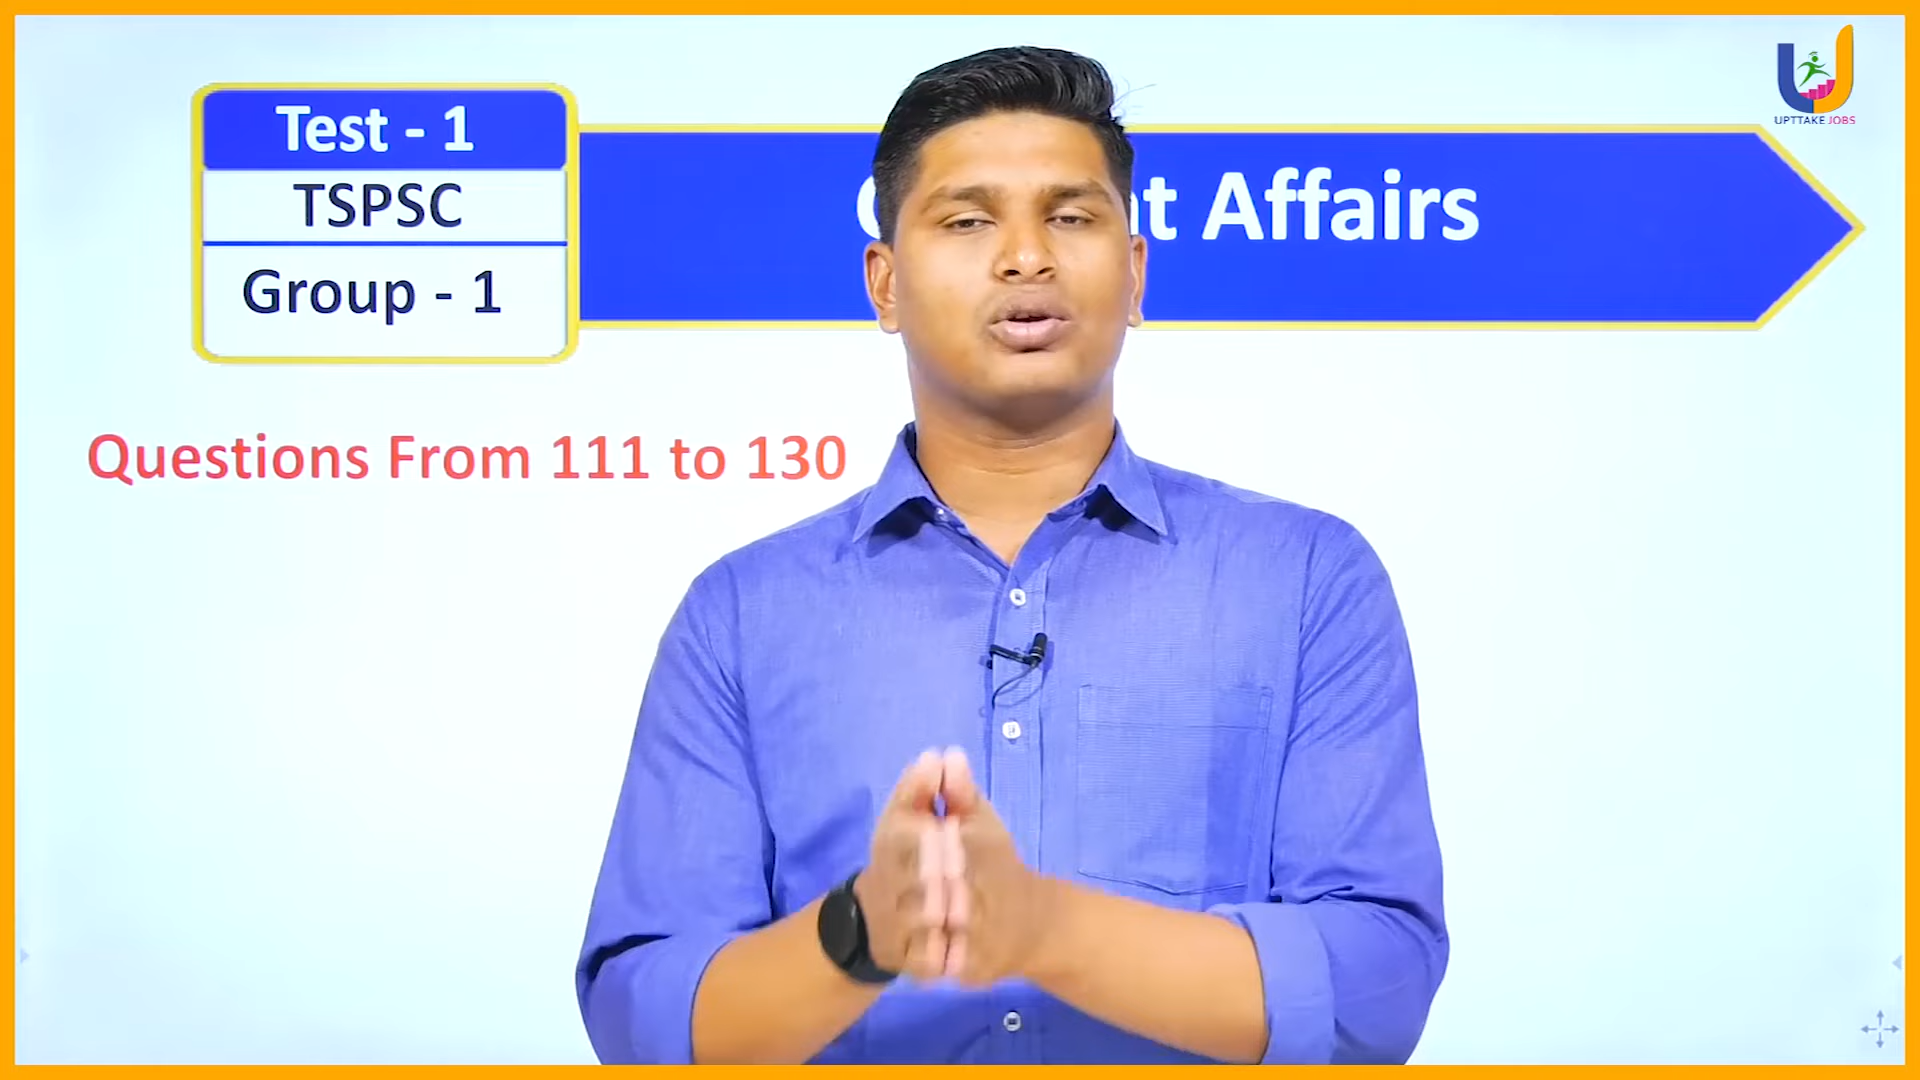 Test - 1
TSPSC
Group - 1
Affairs
Questions From 111 to 130
UPTTAKE JOBS